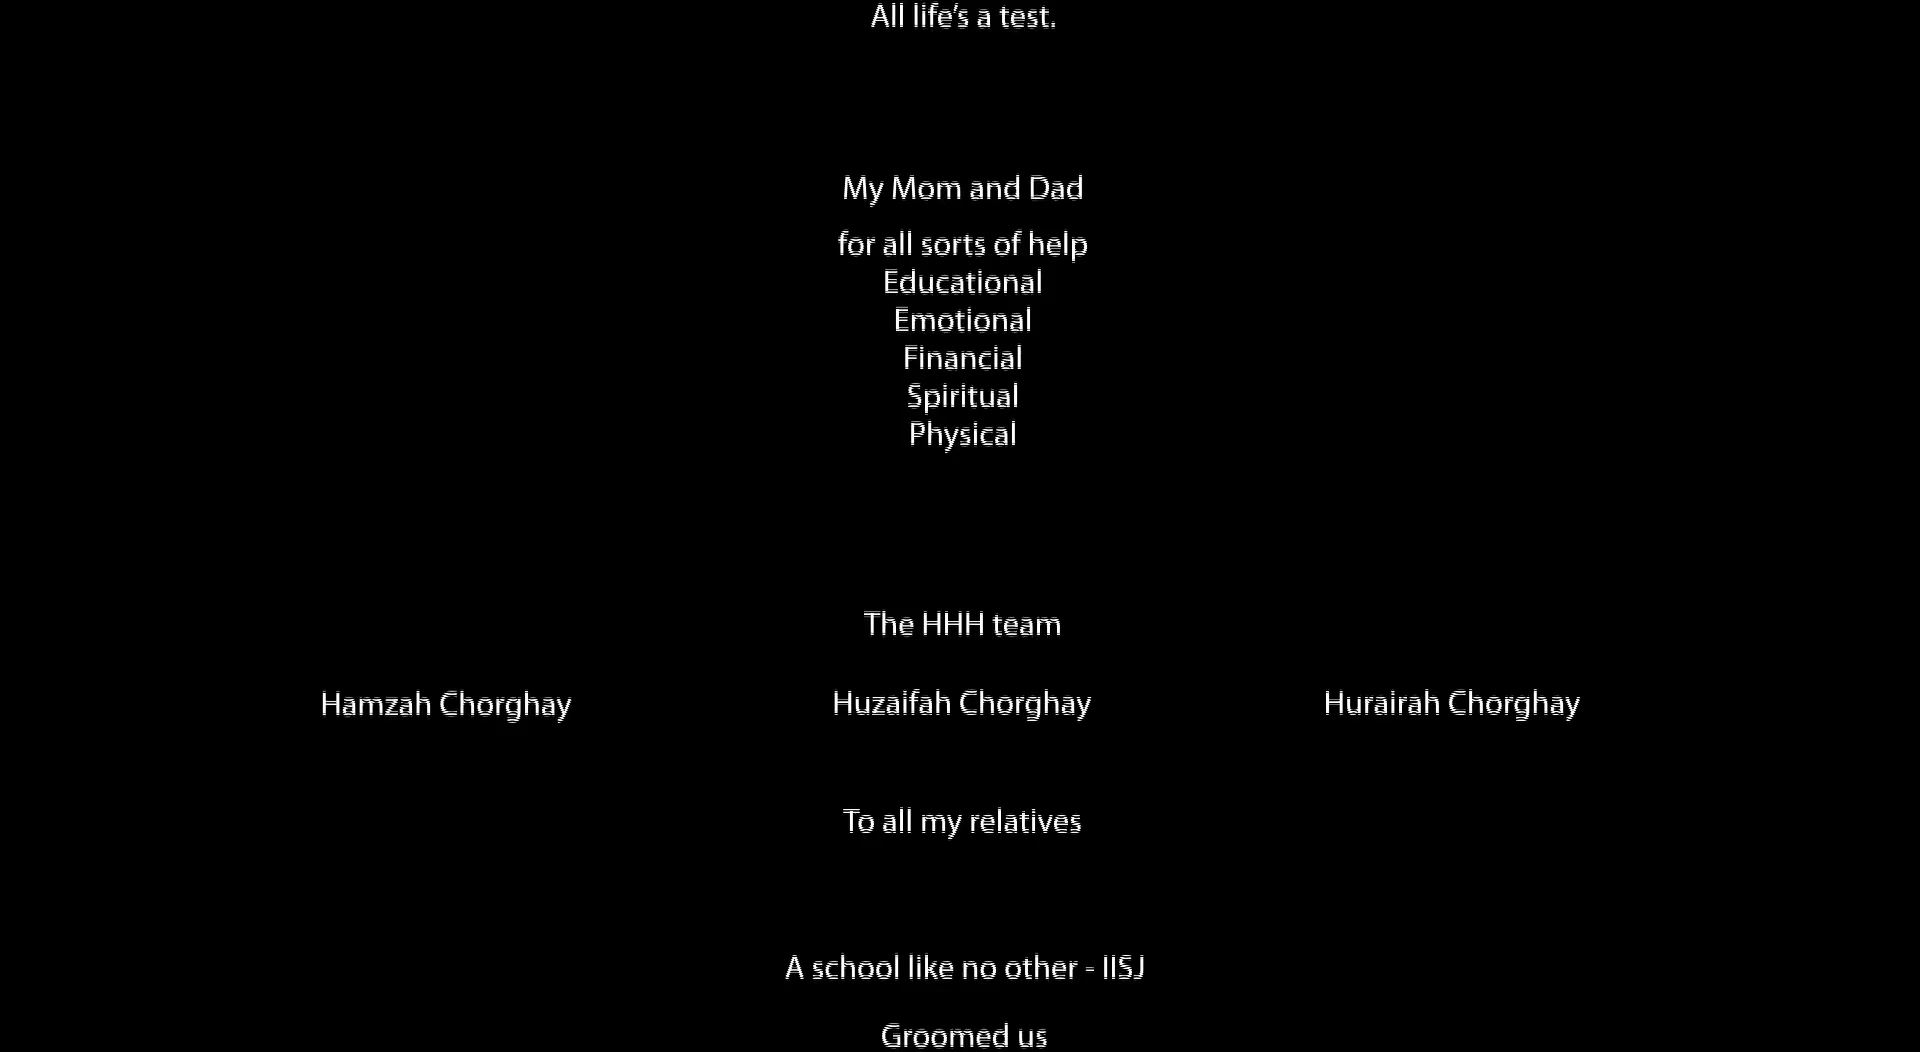 All life's a test.
My Mom and Dad
for all sorts of help
Educational
Emotional
Financial
Spiritual
Physical
The HHH team
Hamzah Chorghay Huzaifah Chorghay Hurairah Chorghay
To all my relatives
A school like no other - IISJ
Groomed us